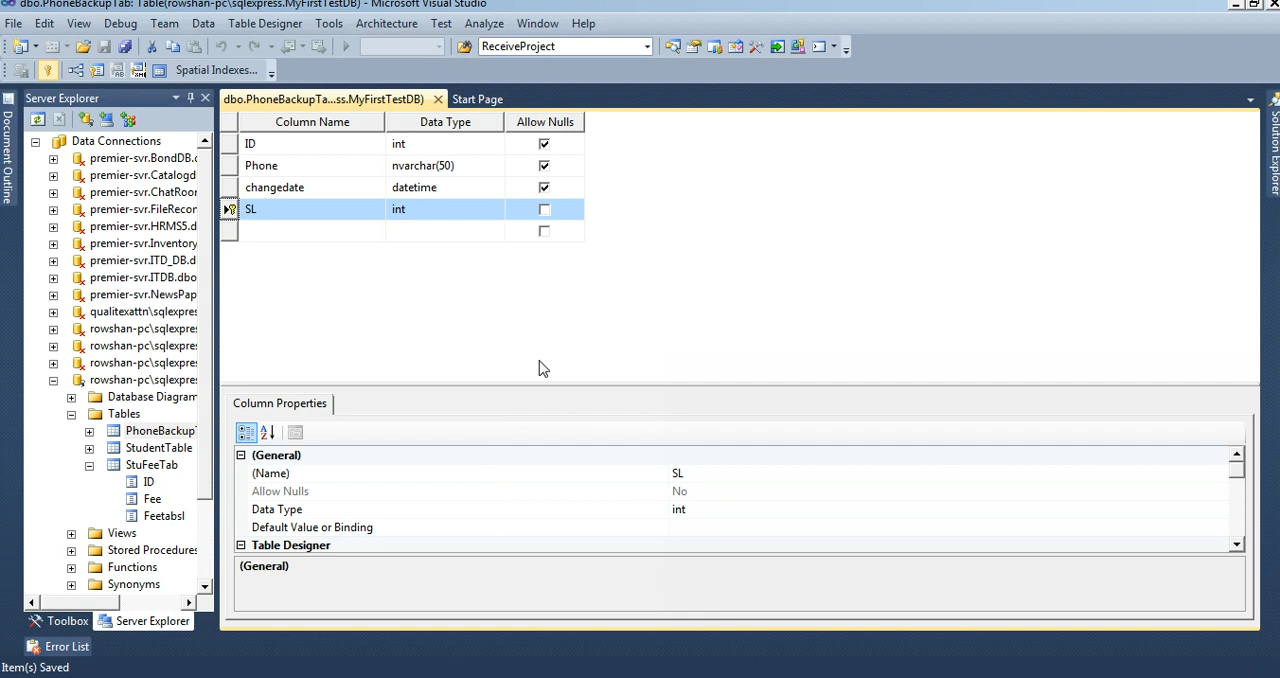 dbo.PhoneBackupTab: Table(rowshan-pc\sqlexpress.MyFirstTestDB) - Microsoft Visual Studio
File Edit View Debug Team Data Table Designer Tools Architecture Test Analyze Window Help
ReceiveProject
Spatial Indexes...
Document Outline
Server Explorer
Data Connections
premier-svr.BondDB.
premier-svr.Catalogd
premier-svr.ChatRoor
premier-svr.FileRecon
premier-svr.HRMS5.d
premier-svr.Inventory
premier-svr.ITD_DB.d
premier-svr.ITDB.dbo
premier-svr.NewsPap
qualitexattn\sqlexpres
rowshan-pc\sqlexpres
rowshan-pc\sqlexpres
rowshan-pc\sqlexpres
rowshan-pc\sqlexpres
Database Diagram
Tables
PhoneBackupT
StudentTable
StuFeeTab
ID
Fee
Feetabsl
Views
Stored Procedures
Functions
Synonyms
Toolbox Server Explorer
Error List
Item(s) Saved
dbo.PhoneBackupTa...ss.MyFirstTestDB) Start Page
Column Name Data Type Allow Nulls
ID int
Phone nvarchar(50)
changedate datetime
SL int
Column Properties
(General)
(Name) SL
Allow Nulls No
Data Type int
Default Value or Binding
Table Designer
(General)
Solution Explorer